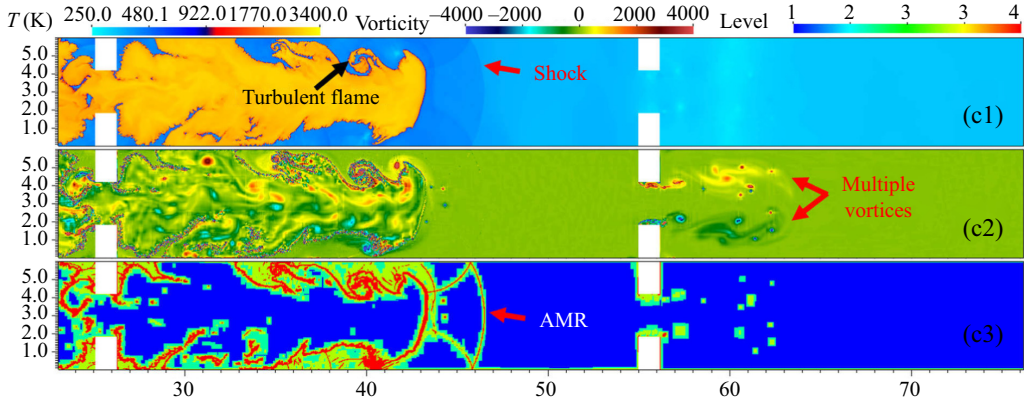 T (K) 250.0 480.1 922.0 1770.0 3400.0 Vorticity −4000 −2000 0 2000 4000 Level 1 2 3 3 4
5.0
4.0
3.0
2.0
1.0
Turbulent flame
Shock
(c1)
5.0
4.0
3.0
2.0
1.0
Multiple
vortices
(c2)
5.0
4.0
3.0
2.0
1.0
AMR
(c3)
30 40 50 60 70